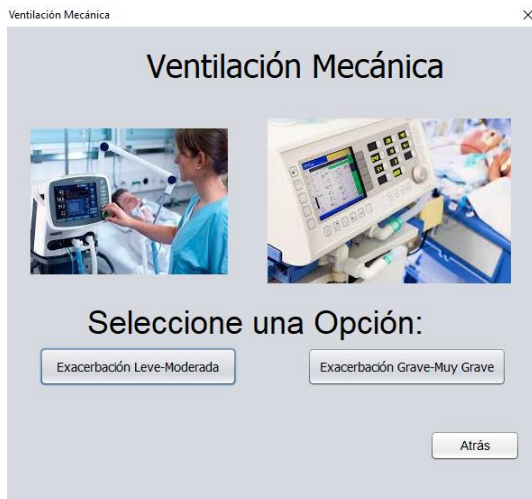 Ventilación Mecánica
Ventilación Mecánica
Seleccione una Opción:
Exacerbación Leve-Moderada
Exacerbación Grave-Muy Grave
Atrás